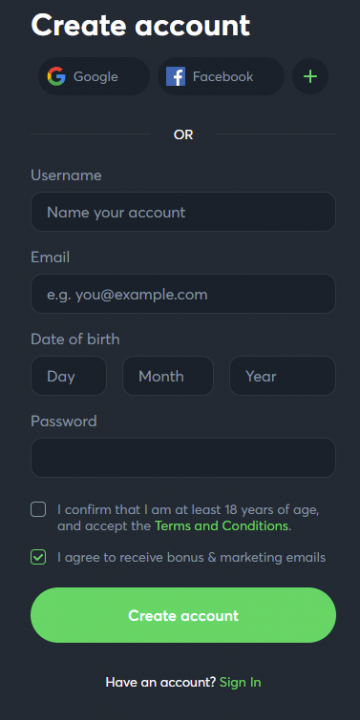 Create account
Google Facebook +
OR
Username
Name your account
Email
e.g. you@example.com
Date of birth
Day Month Year
Password
I confirm that I am at least 18 years of age,
and accept the Terms and Conditions.
I agree to receive bonus & marketing emails
Create account
Have an account? Sign In